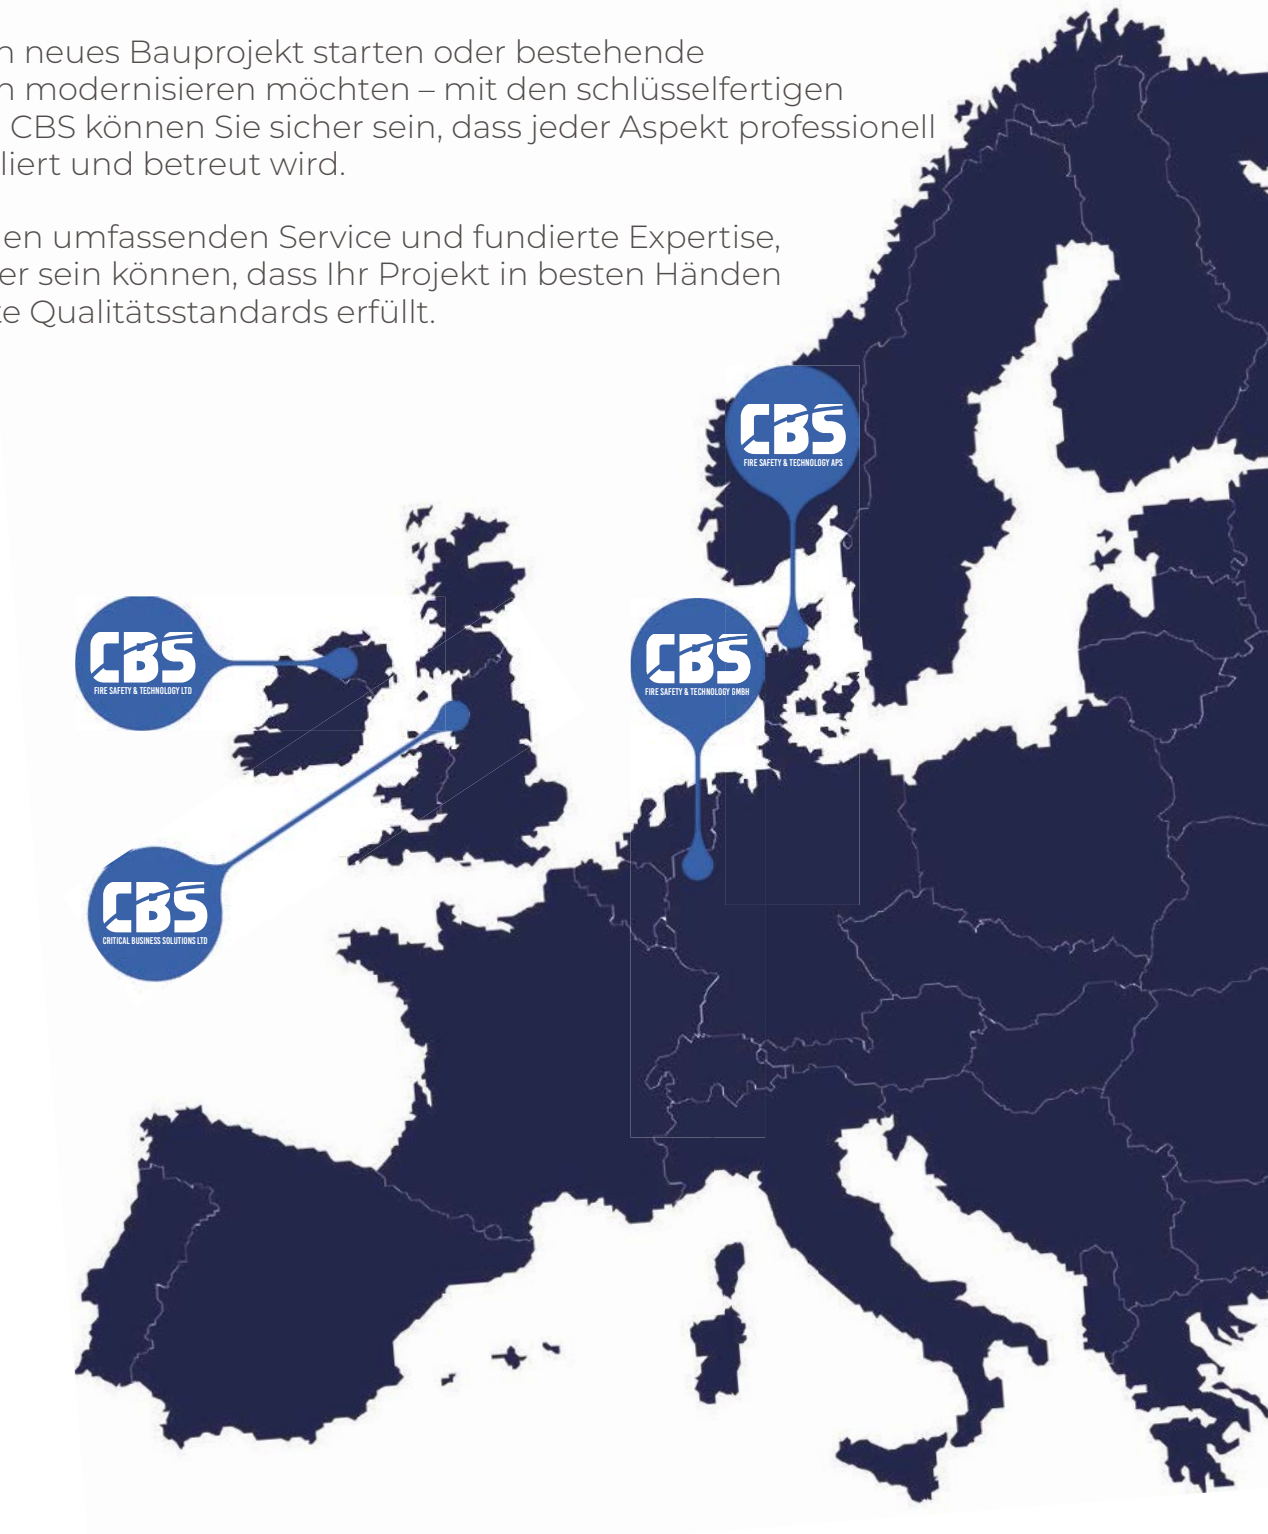 n neues Bauprojekt starten oder bestehende
n modernisieren möchten – mit den schlüsselfertigen
CBS können Sie sicher sein, dass jeder Aspekt professionell
liert und betreut wird.
en umfassenden Service und fundierte Expertise,
er sein können, dass Ihr Projekt in besten Händen
te Qualitätsstandards erfüllt.
CBS
FIRE SAFETY & TECHNOLOGY APS
CBS
FIRE SAFETY & TECHNOLOGY LTD
CBS
FIRE SAFETY & TECHNOLOGY GMBH
CBS
CRITICAL BUSINESS SOLUTIONS LTD